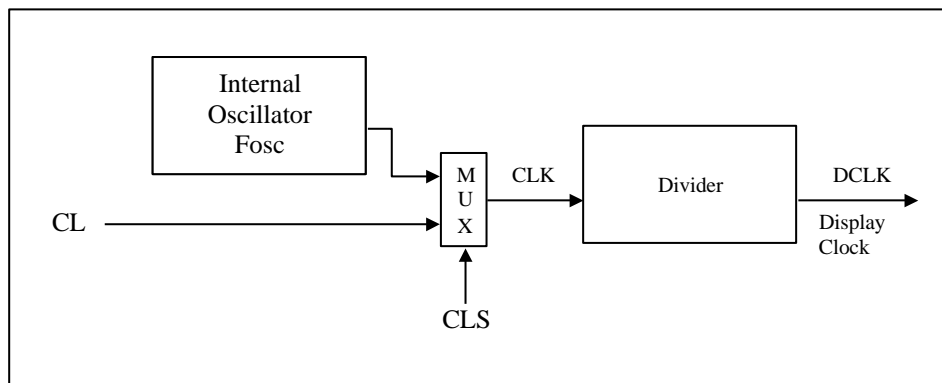 Internal
Oscillator
Fosc
M
U
X
CLK
Divider
DCLK
CL
Display
Clock
CLS